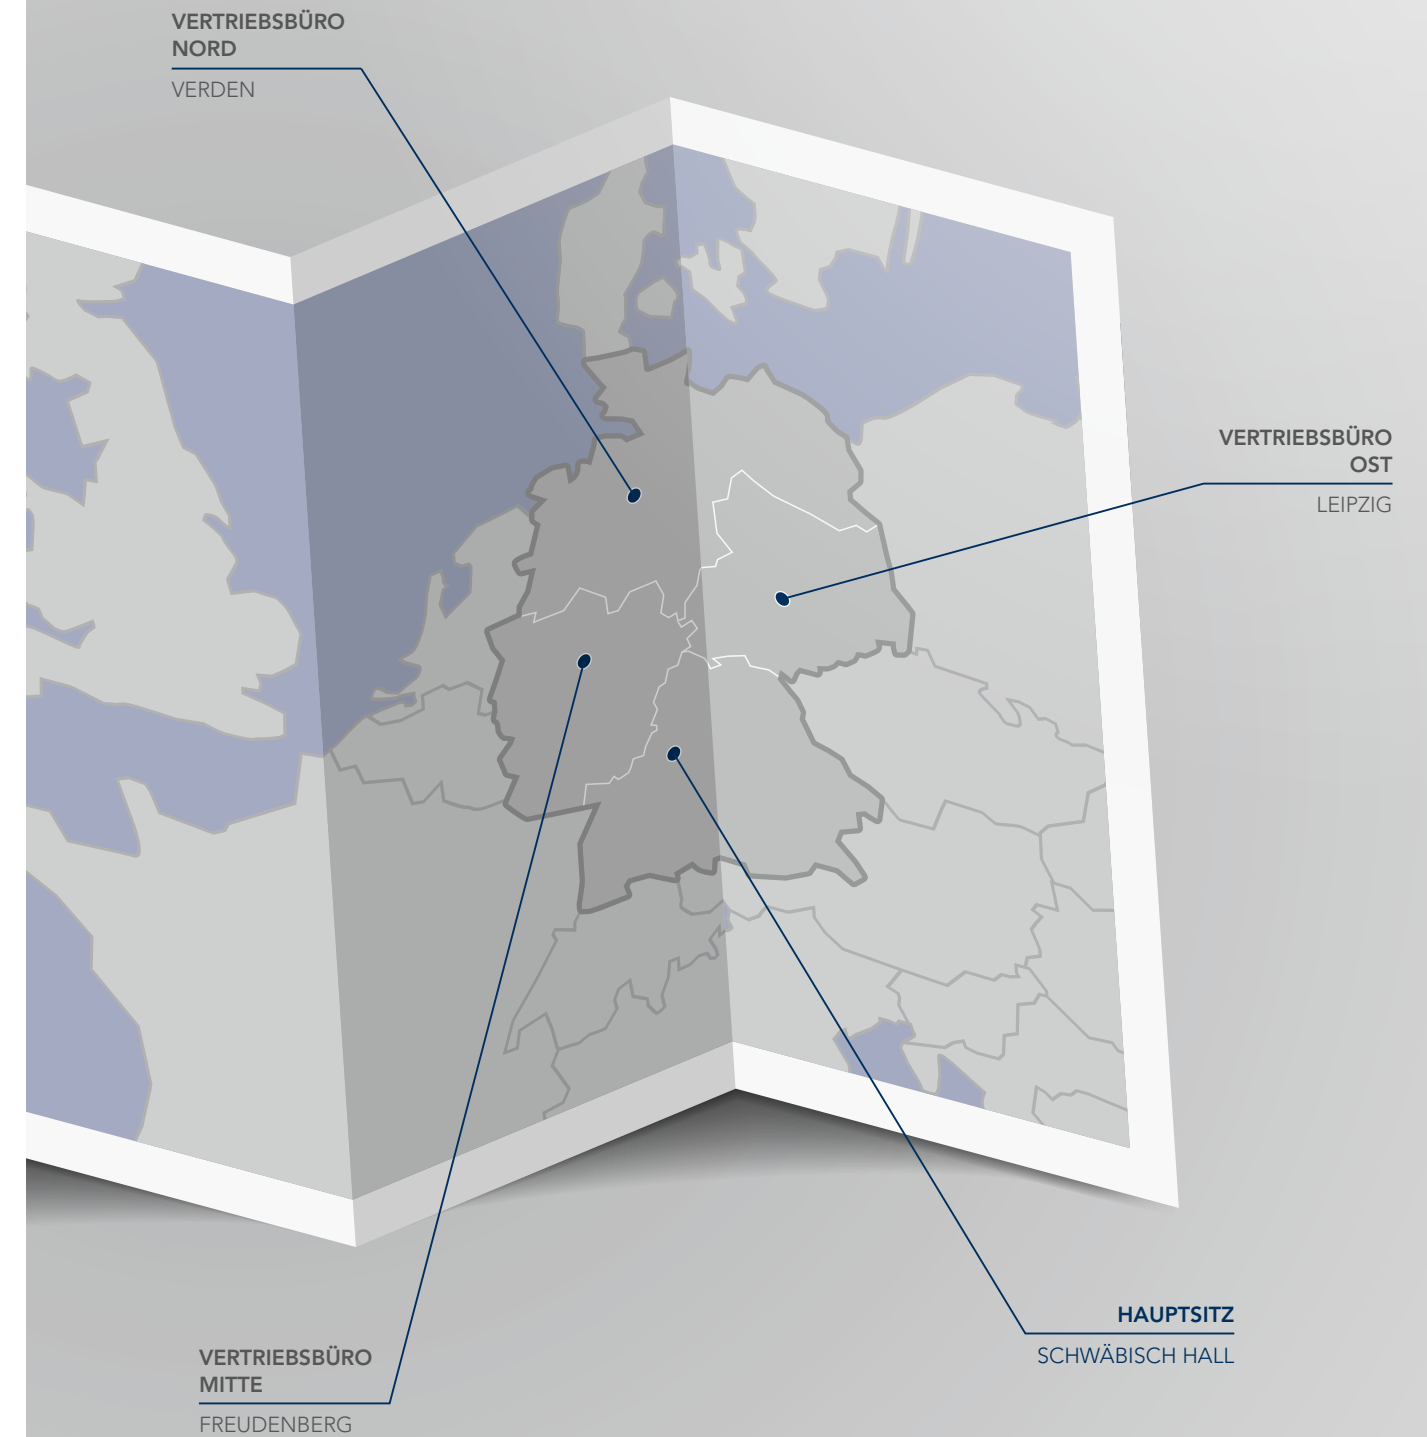 VERTRIEBSBÜRO
NORD
VERDEN
VERTRIEBSBÜRO
OST
LEIPZIG
HAUPTSITZ
SCHWÄBISCH HALL
VERTRIEBSBÜRO
MITTE
FREUDENBERG